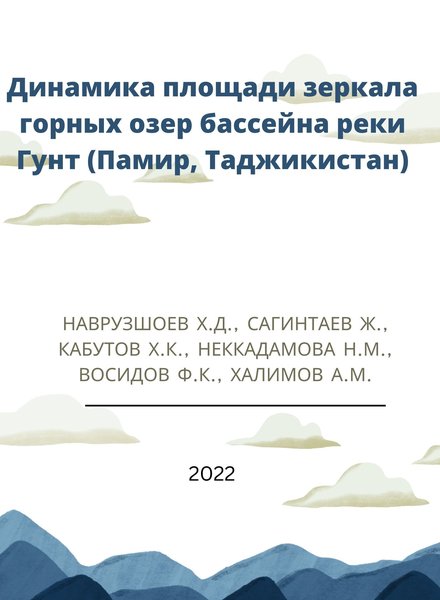 Динамика площади зеркала
горных озер бассейна реки
Гунт (Памир, Таджикистан)
НАВРУЗШОЕВ Х.Д., САГИНТАЕВ Ж.,
КАБУТОВ Х.К., НЕККАДАМОВА Н.М.,
ВОСИДОВ Ф.К., ХАЛИМОВ А.М.
2022